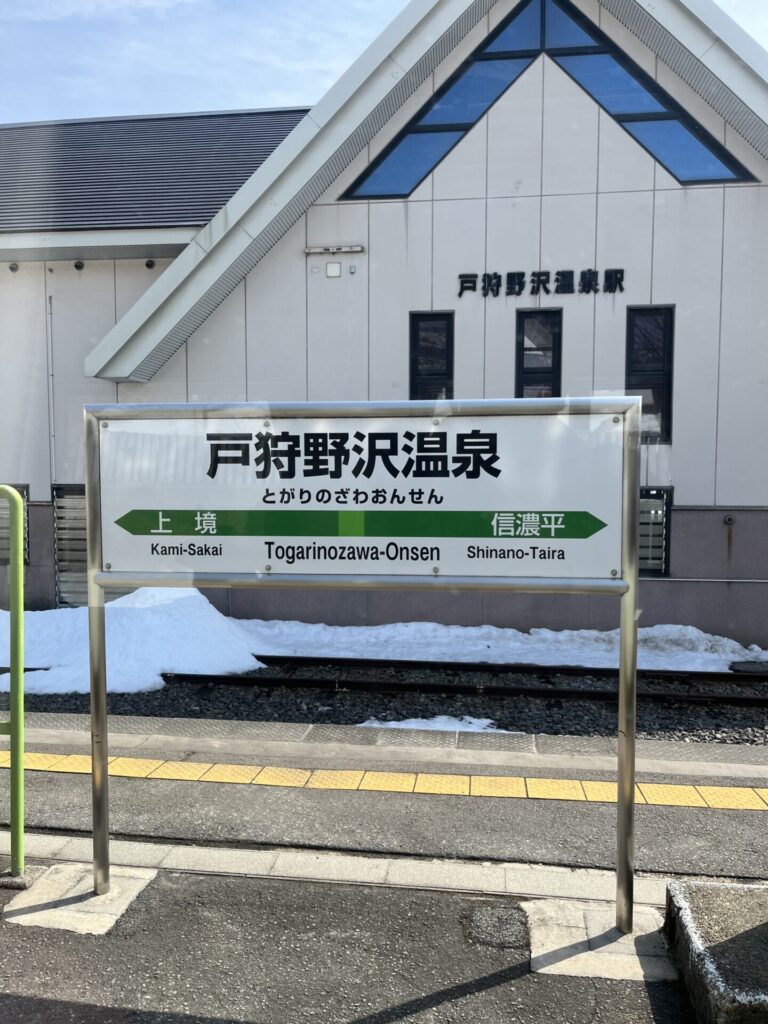 戸狩野沢温泉駅
戸狩野沢温泉
とがりのざわおんせん
上境 信濃平
Kami-Sakai Togarinozawa-Onsen Shinano-Taira